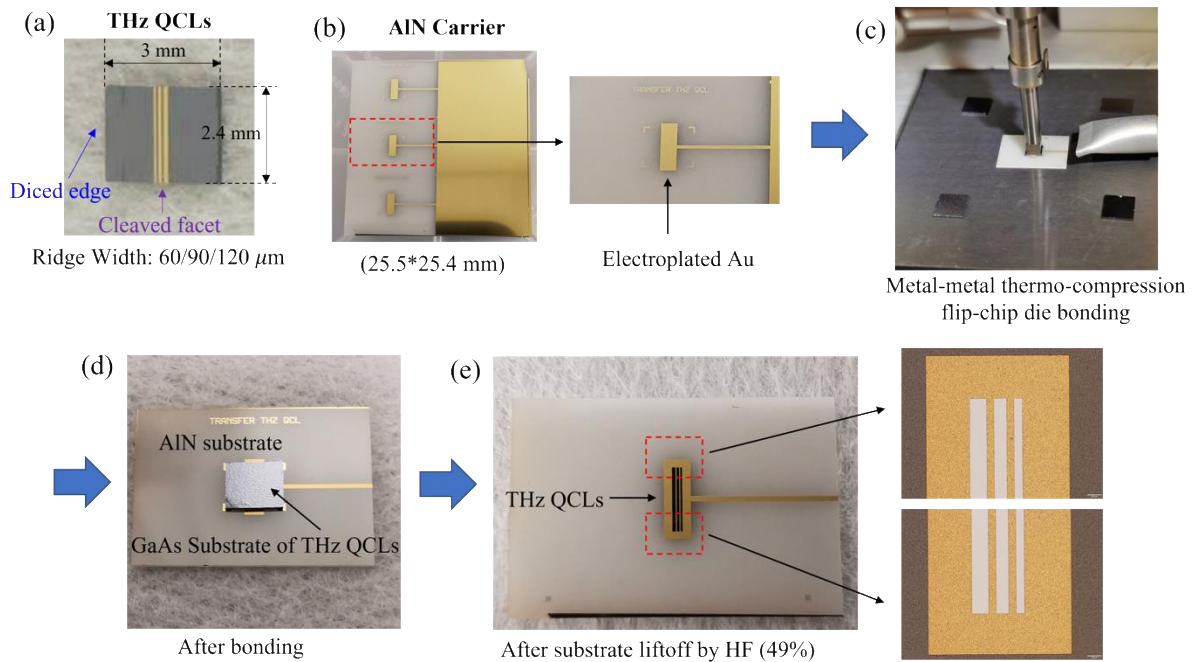 (a)
THz QCLs
3 mm
2.4 mm
Diced edge
Cleaved facet
Ridge Width: 60/90/120 μm
(b)
AlN Carrier
TRANSFER THZ QCL
(25.5*25.4 mm)
Electroplated Au
(c)
Metal-metal thermo-compression
flip-chip die bonding
(d)
TRANSFER THZ QCL
AlN substrate
GaAs Substrate of THz QCLs
After bonding
(e)
THz QCLs
After substrate liftoff by HF (49%)